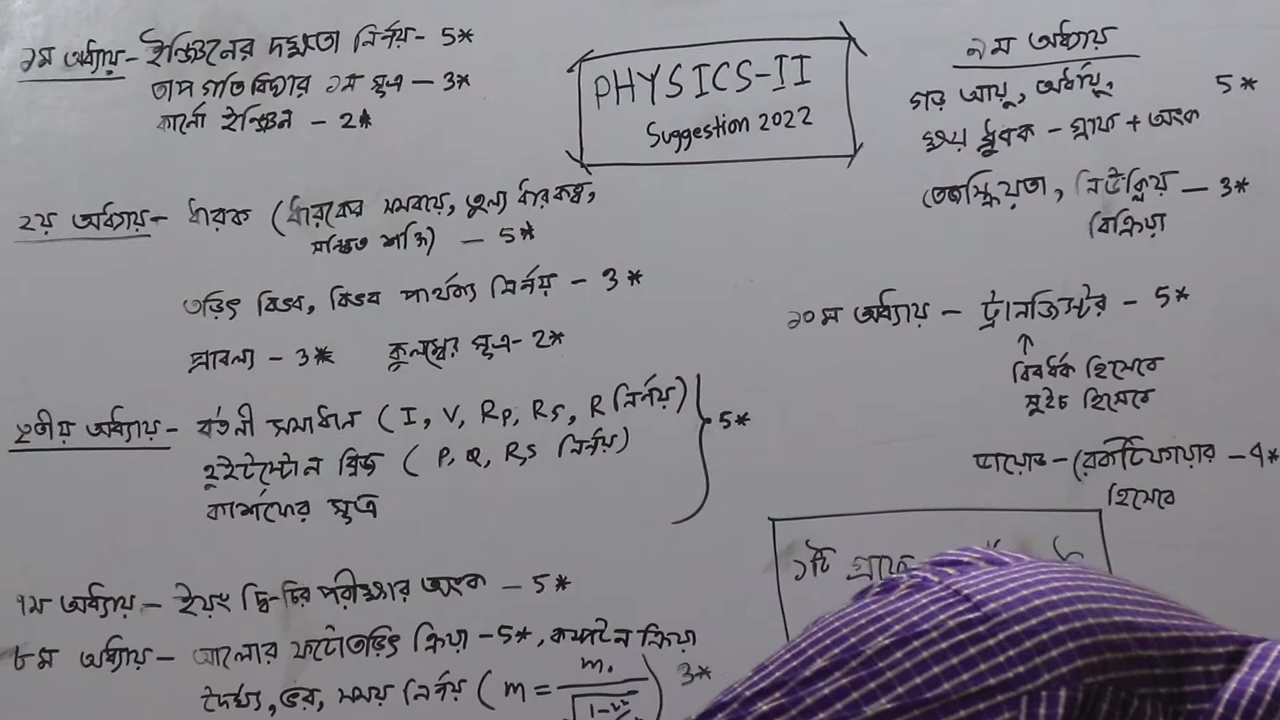 PHYSICS-II
Suggestion 2022
১ম অধ্যায় - ইঞ্জিনের দক্ষতা নির্ণয় - 5*
তাপ গতিবিদ্যার ১ম সূত্র - 3*
কার্নো ইঞ্জিন - 2*
২য় অধ্যায় - ধারক (ধারকের সমবায়, তুল্য ধারকত্ব,
সঞ্চিত শক্তি) - 5*
তড়িৎ বিভব, বিভব পার্থক্য নির্ণয় - 3*
প্রাবল্য - 3* কুলম্বের সূত্র - 2*
তৃতীয় অধ্যায় - বর্তনী সমাধান (I, V, Rp, Rs, R নির্ণয়)
হুইটস্টোন ব্রিজ (P, Q, R, S নির্ণয়)
কার্শফের সূত্র
5*
৭ম অধ্যায় - ইয়ং দ্বি-চির পরীক্ষার অংক - 5*
৮ম অধ্যায় - আলোর ফটোতড়িৎ ক্রিয়া - 5*, কম্পটন ক্রিয়া
দৈর্ঘ্য, ভর, সময় নির্ণয় (m = m₀ / √1-v²) 3*
৯ম অধ্যায়
গড় আয়ু, অর্ধায়ু,
ক্ষয় ধ্রুবক - গ্রাফ + অংক 5*
তেজস্ক্রিয়তা, নিউক্লিয় - 3*
বিক্রিয়া
১০ম অধ্যায় - ট্রানজিস্টর - 5*
↑
বিবর্ধক হিসেবে
সুইচ হিসেবে
ডায়োড - রেকটিফায়ার - 4*
হিসেবে
১টি